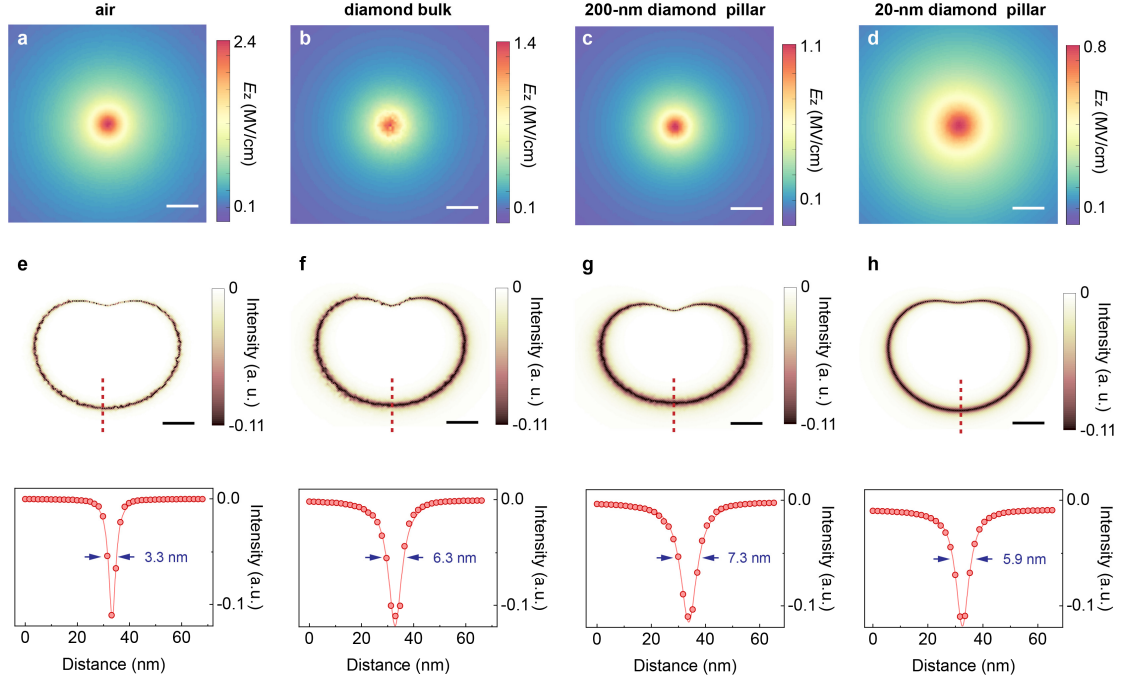 air
diamond bulk
200-nm diamond pillar
20-nm diamond pillar
a
2.4
Ez (MV/cm)
0.1
b
1.4
Ez (MV/cm)
0.1
c
1.1
Ez (MV/cm)
0.1
d
0.8
Ez (MV/cm)
0.1
e
0
Intensity (a. u.)
-0.11
f
0
Intensity (a. u.)
-0.11
g
0
Intensity (a. u.)
-0.11
h
0
Intensity (a. u.)
-0.11
0.0
3.3 nm
Intensity (a.u.)
-0.1
0 20 40 60
Distance (nm)
0.0
6.3 nm
Intensity (a.u.)
-0.1
0 20 40 60
Distance (nm)
0.0
7.3 nm
Intensity (a.u.)
-0.1
0 20 40 60
Distance (nm)
0.0
5.9 nm
Intensity (a.u.)
-0.1
0 20 40 60
Distance (nm)